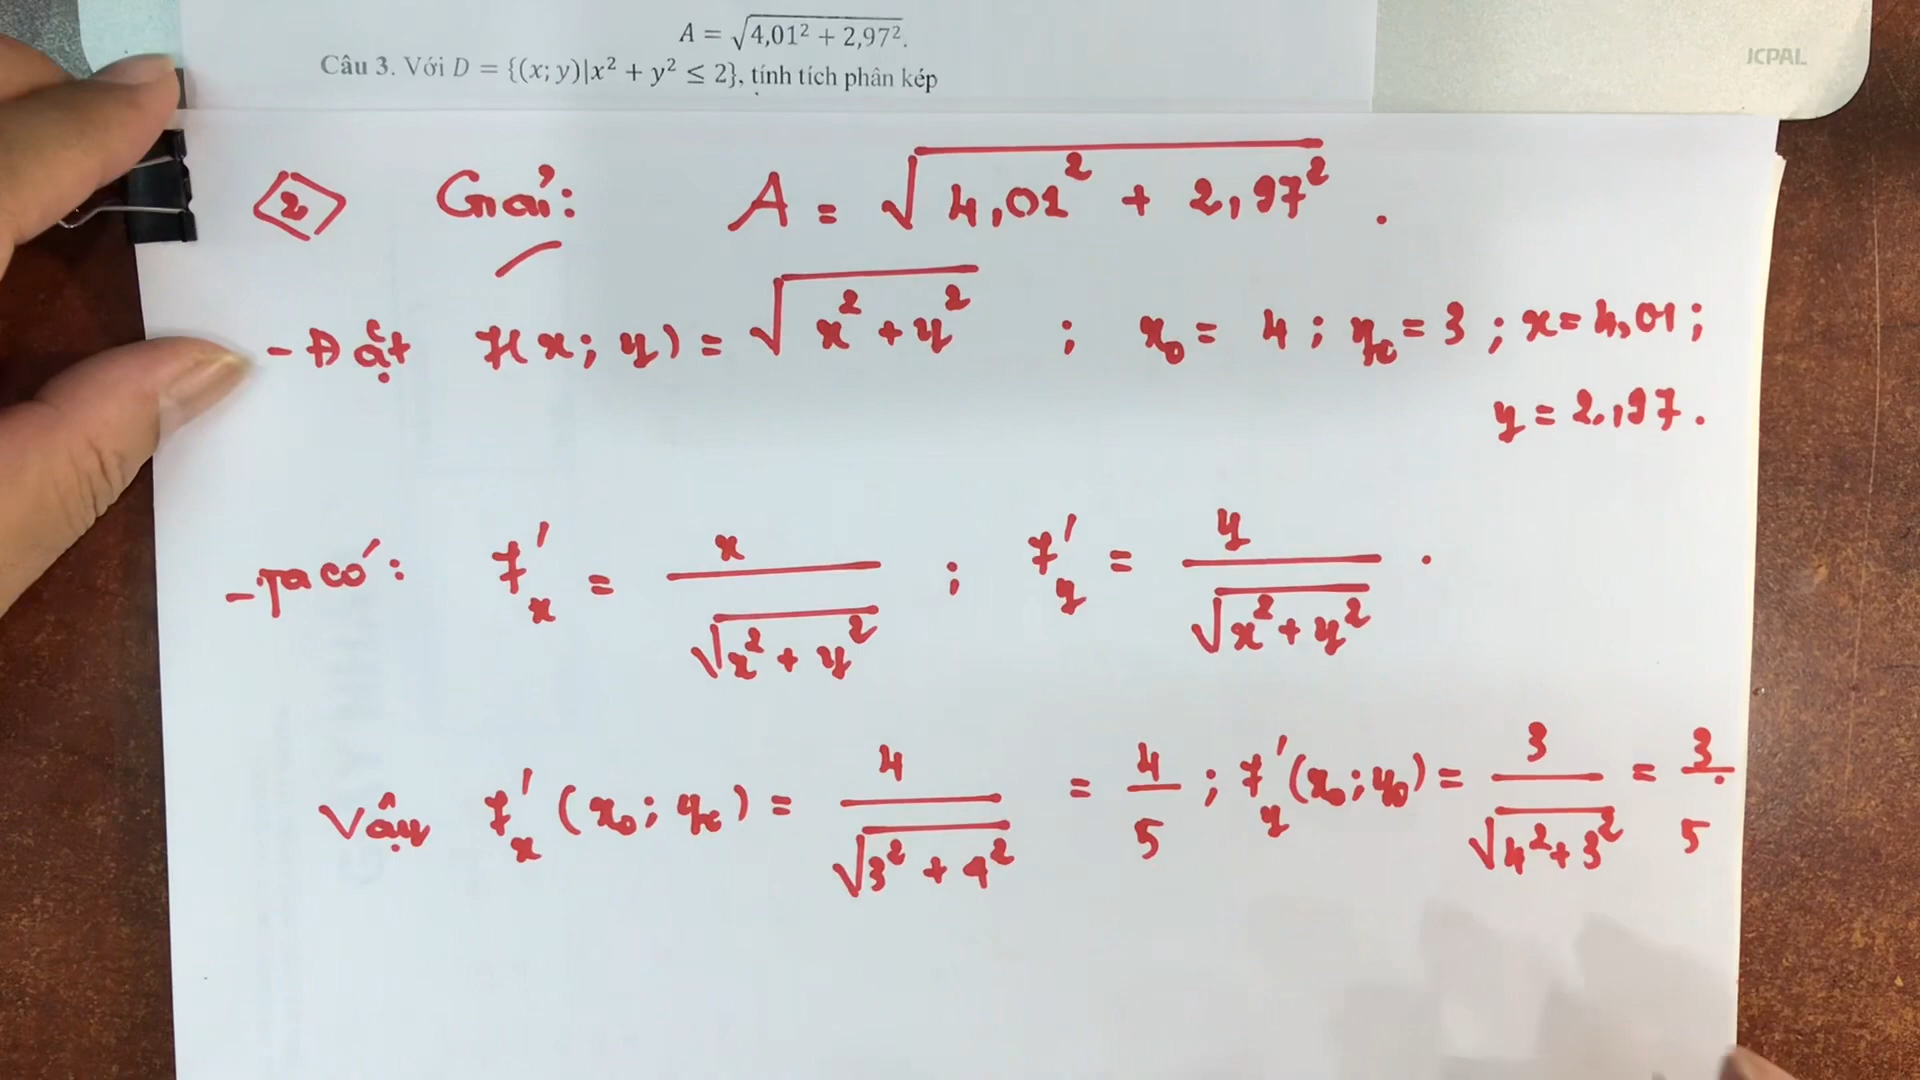 A = √4,01² + 2,97².
JCPAL
Câu 3. Với D = {(x; y)|x² + y² ≤ 2}, tính tích phân kép
2 Giải: A = √4,01² + 2,97² .
- Đặt f(x; y) = √x² + y² ; x₀ = 4 ; y₀ = 3 ; x = 4,01 ;
y = 2,97.
- Ta có: f'x = x/√x² + y² ; f'y = y/√x² + y² .
Vậy f'x (x₀; y₀) = 4/√3² + 4² = 4/5 ; f'y (x₀; y₀) = 3/√4² + 3² = 3/5